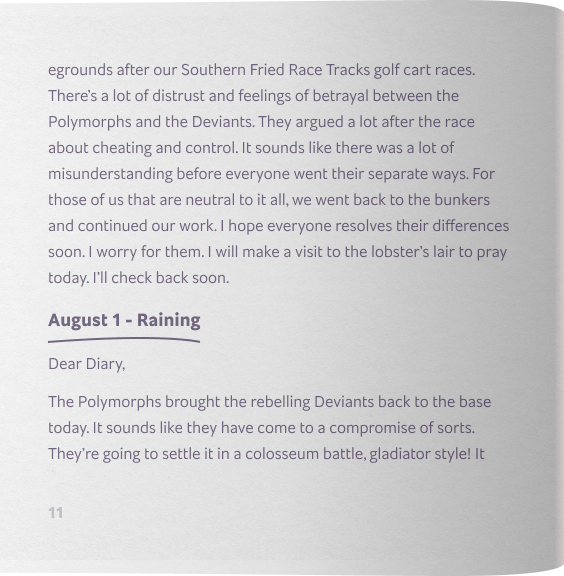 egrounds after our Southern Fried Race Tracks golf cart races.
There's a lot of distrust and feelings of betrayal between the
Polymorphs and the Deviants. They argued a lot after the race
about cheating and control. It sounds like there was a lot of
misunderstanding before everyone went their separate ways. For
those of us that are neutral to it all, we went back to the bunkers
and continued our work. I hope everyone resolves their differences
soon. I worry for them. I will make a visit to the lobster's lair to pray
today. I'll check back soon.
August 1 - Raining
Dear Diary,
The Polymorphs brought the rebelling Deviants back to the base
today. It sounds like they have come to a compromise of sorts.
They're going to settle it in a colosseum battle, gladiator style! It
11